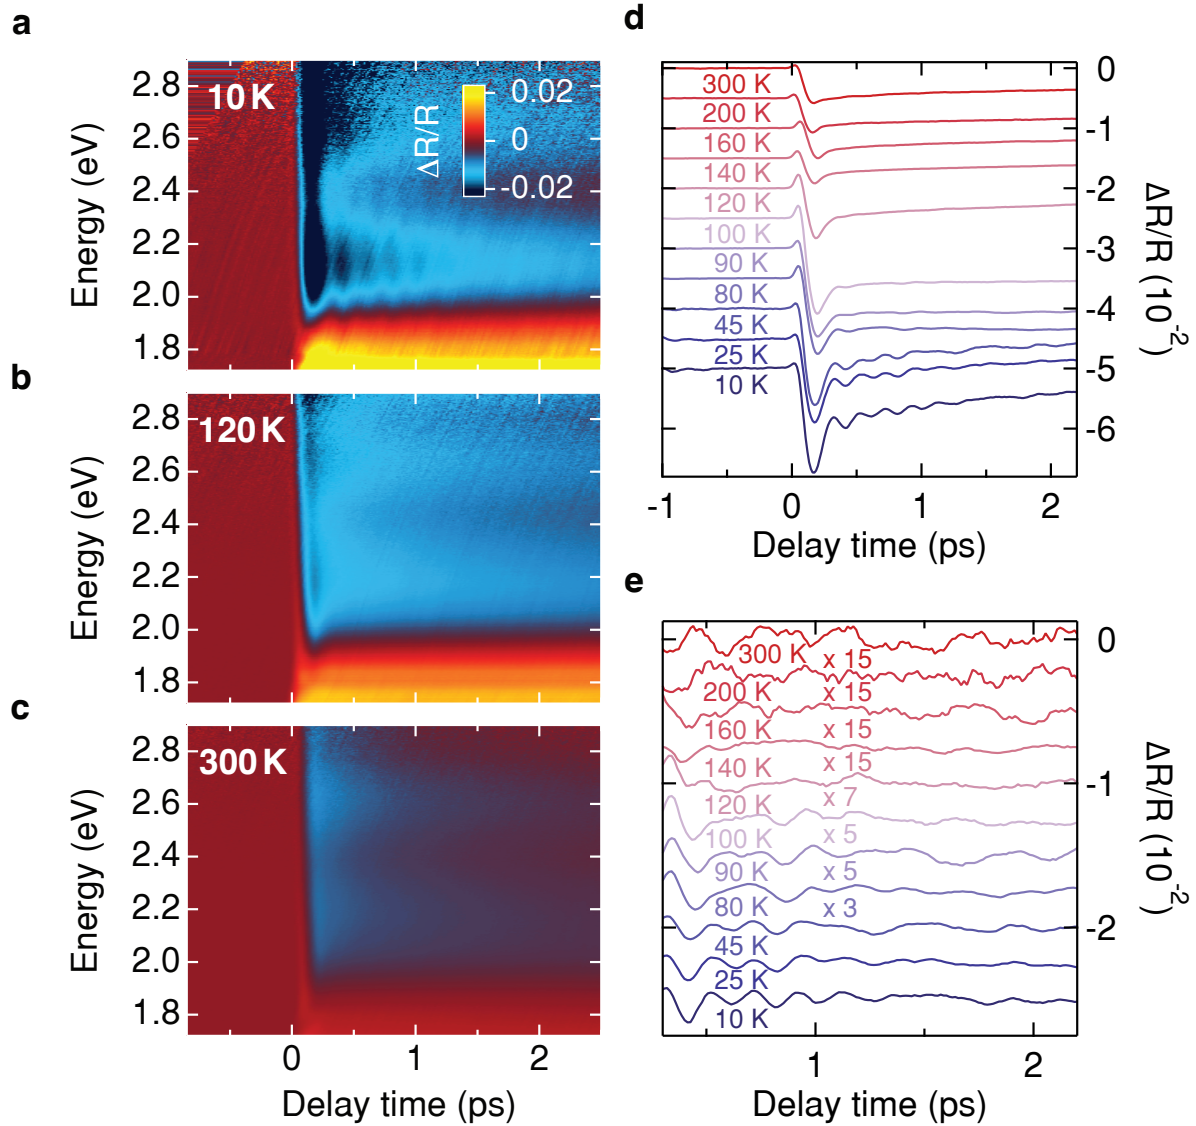 a
Energy (eV)
2.8
2.6
2.4
2.2
2.0
1.8
10 K
ΔR/R
0.02
0
-0.02
b
Energy (eV)
2.8
2.6
2.4
2.2
2.0
1.8
120 K
c
Energy (eV)
2.8
2.6
2.4
2.2
2.0
1.8
300 K
0 1 2
Delay time (ps)
d
300 K
200 K
160 K
140 K
120 K
100 K
90 K
80 K
45 K
25 K
10 K
0
-1
-2
-3
-4
-5
-6
ΔR/R (10-2)
-1 0 1 2
Delay time (ps)
e
300 K x 15
200 K x 15
160 K x 15
140 K x 15
120 K x 7
100 K x 5
90 K x 5
80 K x 3
45 K
25 K
10 K
0
-1
-2
ΔR/R (10-2)
1 2
Delay time (ps)